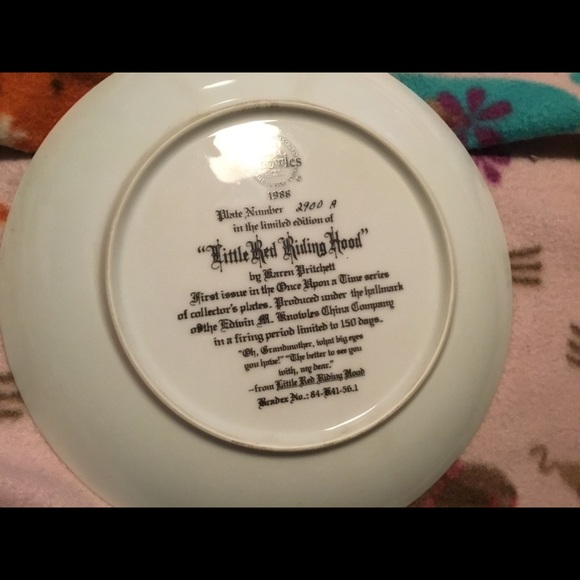 1988
Plate Number 2900 A
in the limited edition of
"Little Red Riding Hood"
by Karen Pritchett
First issue in the Once Upon a Time series
of collector's plates. Produced under the hallmark
of the Edwin M. Knowles China Company
in a firing period limited to 150 days.
"Oh, Grandmother, what big eyes
you have!" "The better to see you
with, my dear."
—from Little Red Riding Hood
Bradex No.: 84-K41-56.1